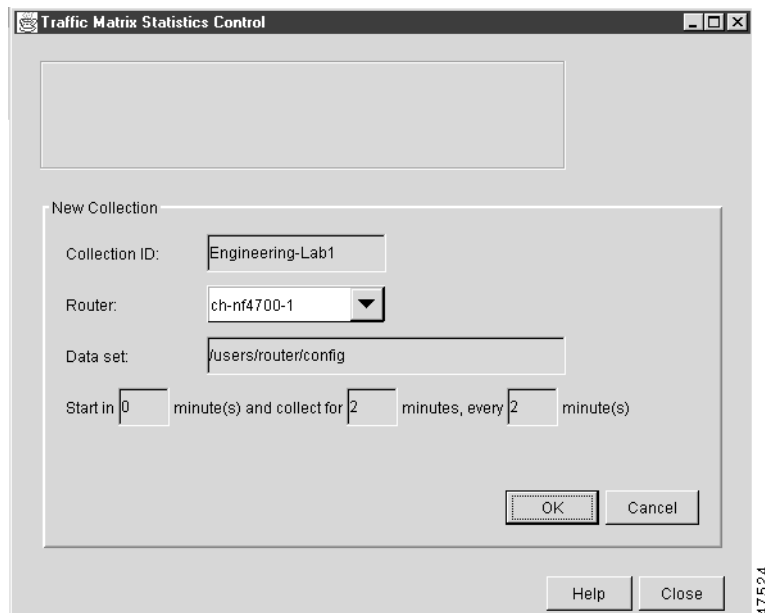 Traffic Matrix Statistics Control
New Collection
Collection ID: Engineering-Lab1
Router: ch-nf4700-1
Data set: /users/router/config
Start in 0 minute(s) and collect for 2 minutes, every 2 minute(s)
OK Cancel
Help Close
47524